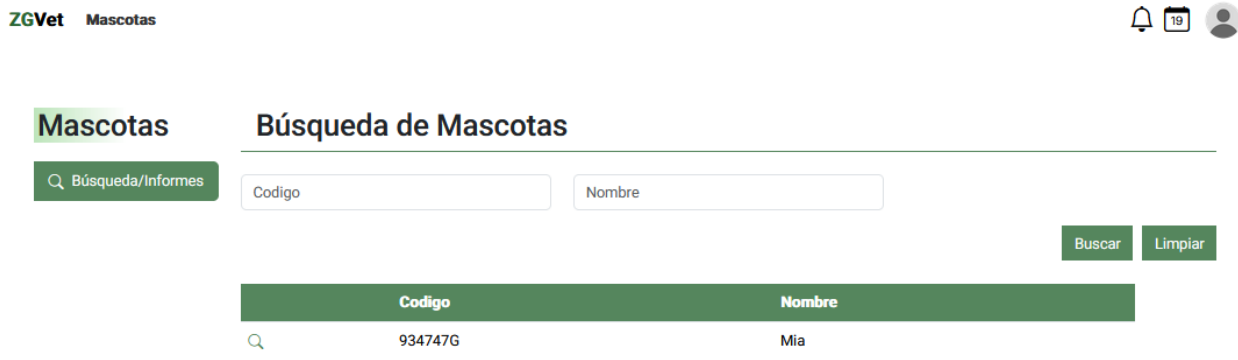 ZGVet Mascotas
19
Mascotas
Búsqueda de Mascotas
Búsqueda/Informes
Codigo Nombre
Buscar Limpiar
Codigo Nombre
934747G Mia